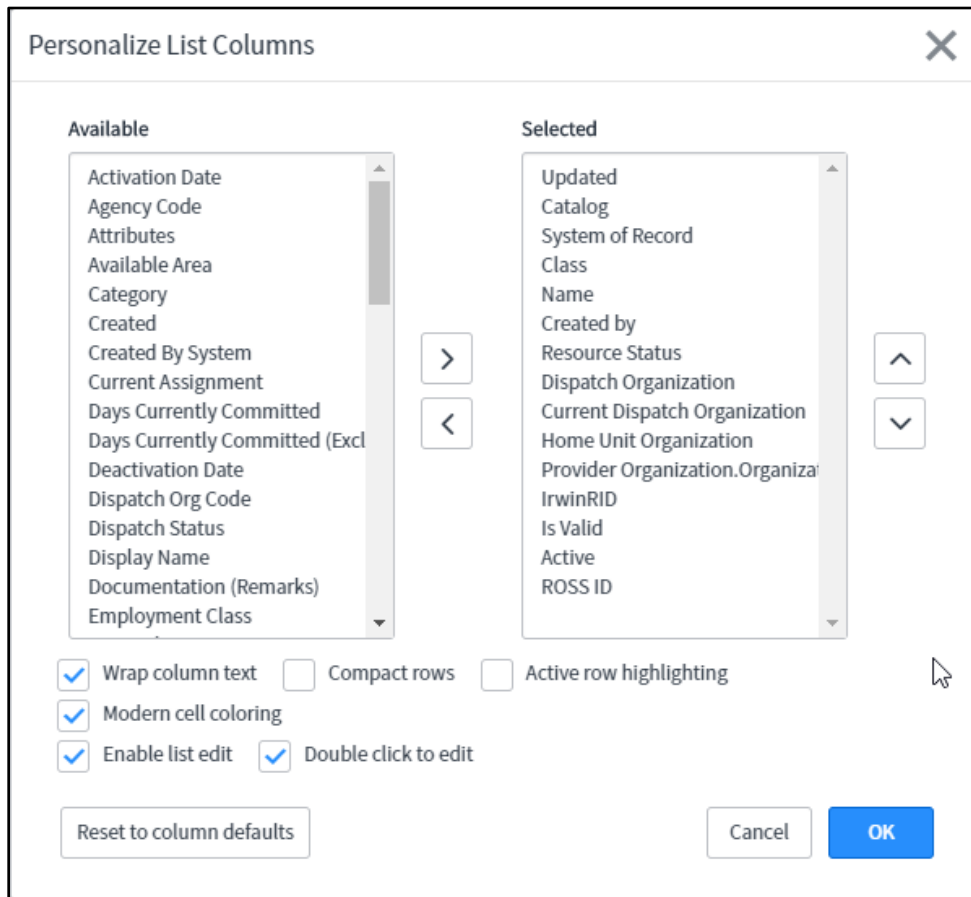 Personalize List Columns
Available
Activation Date
Agency Code
Attributes
Available Area
Category
Created
Created By System
Current Assignment
Days Currently Committed
Days Currently Committed (Excl
Deactivation Date
Dispatch Org Code
Dispatch Status
Display Name
Documentation (Remarks)
Employment Class
Selected
Updated
Catalog
System of Record
Class
Name
Created by
Resource Status
Dispatch Organization
Current Dispatch Organization
Home Unit Organization
Provider Organization.Organizat
IrwinRID
Is Valid
Active
ROSS ID
Wrap column text Compact rows Active row highlighting
Modern cell coloring
Enable list edit Double click to edit
Reset to column defaults Cancel OK